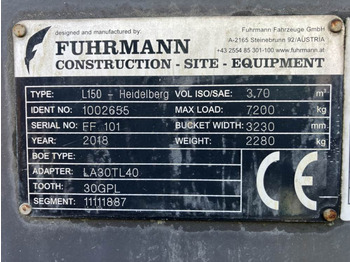 designed and manufactured by:
Fuhrmann Fahrzeuge GmbH
A-2165 Steinebrunn 92/AUSTRIA
+43 2554 85 301-100 www.fuhrmann.at
FUHRMANN
CONSTRUCTION - SITE - EQUIPMENT
TYPE: L150 - Heidelberg VOL ISO/SAE: 3.70 m³
IDENT NO: 1002655 MAX LOAD: 7200 kg
SERIAL NO: EF 101 BUCKET WIDTH: 3230 mm
YEAR: 2018 WEIGHT: 2280 kg
BOE TYPE:
ADAPTER: LA30TL40
TOOTH: 30GPL
SEGMENT: 11111887
CE